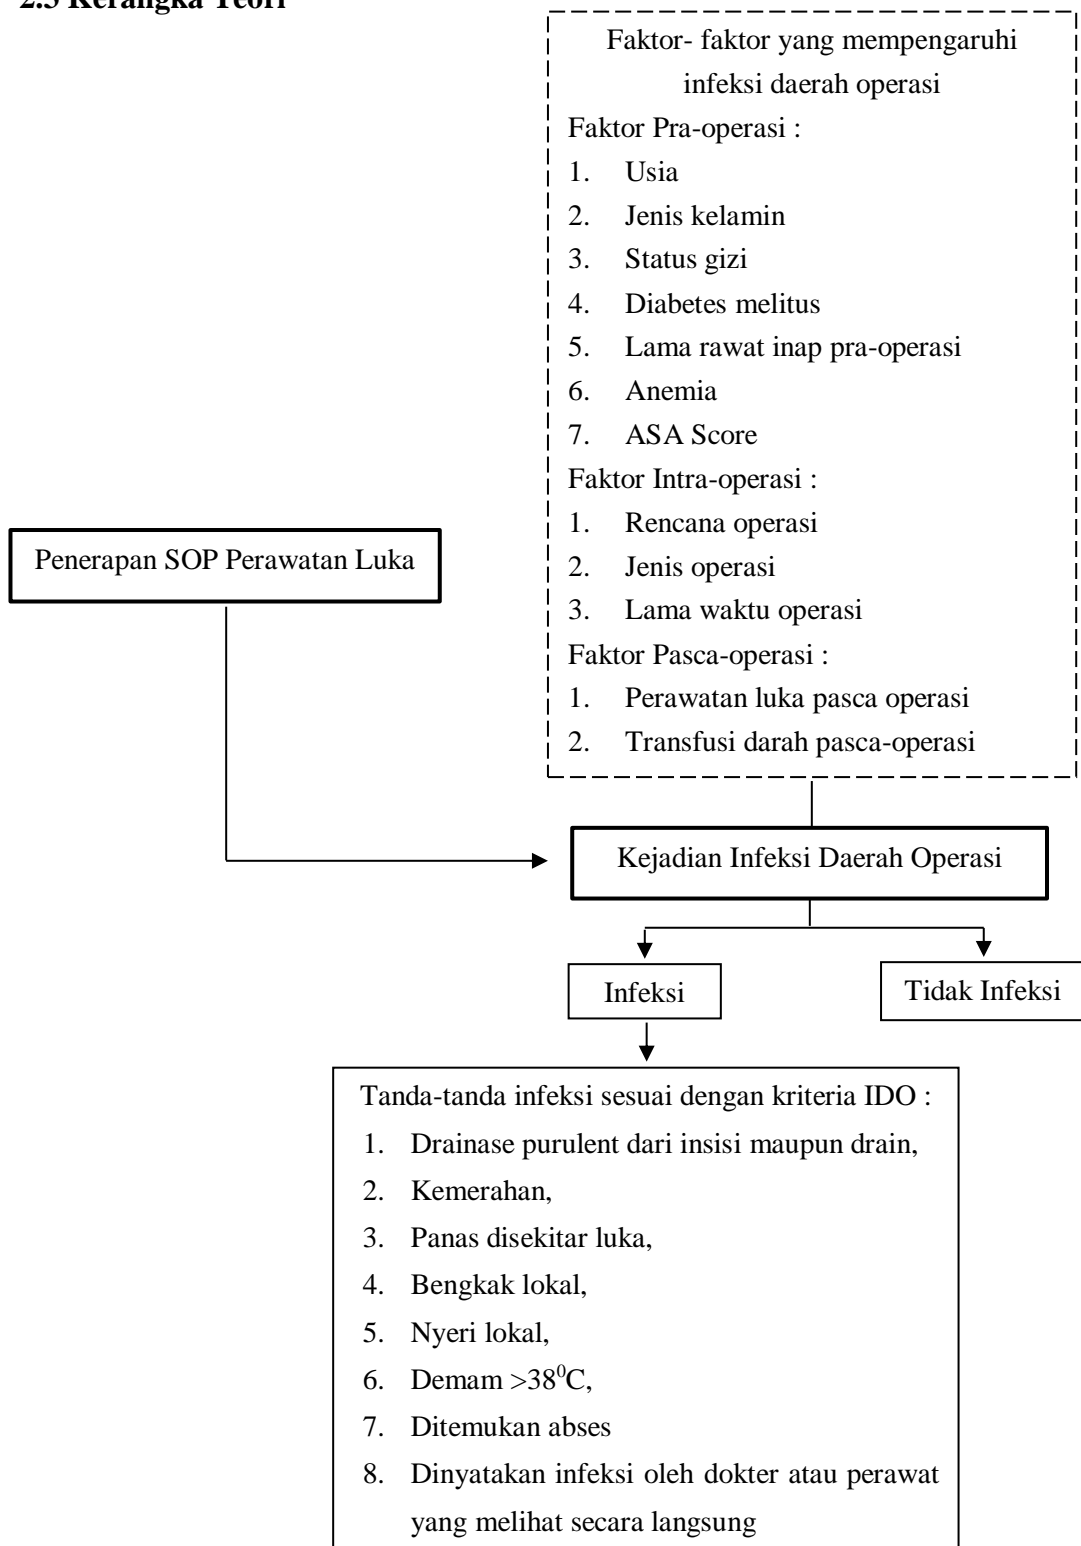 2.5 Kerangka Teori
Faktor- faktor yang mempengaruhi
infeksi daerah operasi
Faktor Pra-operasi :
1. Usia
2. Jenis kelamin
3. Status gizi
4. Diabetes melitus
5. Lama rawat inap pra-operasi
6. Anemia
7. ASA Score
Faktor Intra-operasi :
1. Rencana operasi
2. Jenis operasi
3. Lama waktu operasi
Faktor Pasca-operasi :
1. Perawatan luka pasca operasi
2. Transfusi darah pasca-operasi
Penerapan SOP Perawatan Luka
Kejadian Infeksi Daerah Operasi
Infeksi
Tidak Infeksi
Tanda-tanda infeksi sesuai dengan kriteria IDO :
1. Drainase purulent dari insisi maupun drain,
2. Kemerahan,
3. Panas disekitar luka,
4. Bengkak lokal,
5. Nyeri lokal,
6. Demam >38⁰C,
7. Ditemukan abses
8. Dinyatakan infeksi oleh dokter atau perawat
yang melihat secara langsung